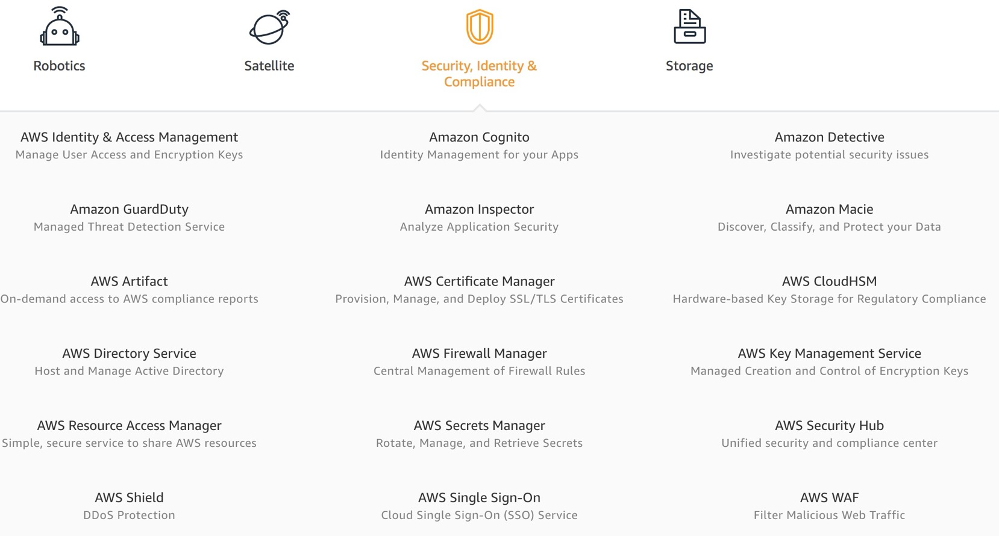 Robotics
Satellite
Security, Identity &
Compliance
Storage
AWS Identity & Access Management
Manage User Access and Encryption Keys
Amazon Cognito
Identity Management for your Apps
Amazon Detective
Investigate potential security issues
Amazon GuardDuty
Managed Threat Detection Service
Amazon Inspector
Analyze Application Security
Amazon Macie
Discover, Classify, and Protect your Data
AWS Artifact
On-demand access to AWS compliance reports
AWS Certificate Manager
Provision, Manage, and Deploy SSL/TLS Certificates
AWS CloudHSM
Hardware-based Key Storage for Regulatory Compliance
AWS Directory Service
Host and Manage Active Directory
AWS Firewall Manager
Central Management of Firewall Rules
AWS Key Management Service
Managed Creation and Control of Encryption Keys
AWS Resource Access Manager
Simple, secure service to share AWS resources
AWS Secrets Manager
Rotate, Manage, and Retrieve Secrets
AWS Security Hub
Unified security and compliance center
AWS Shield
DDoS Protection
AWS Single Sign-On
Cloud Single Sign-On (SSO) Service
AWS WAF
Filter Malicious Web Traffic